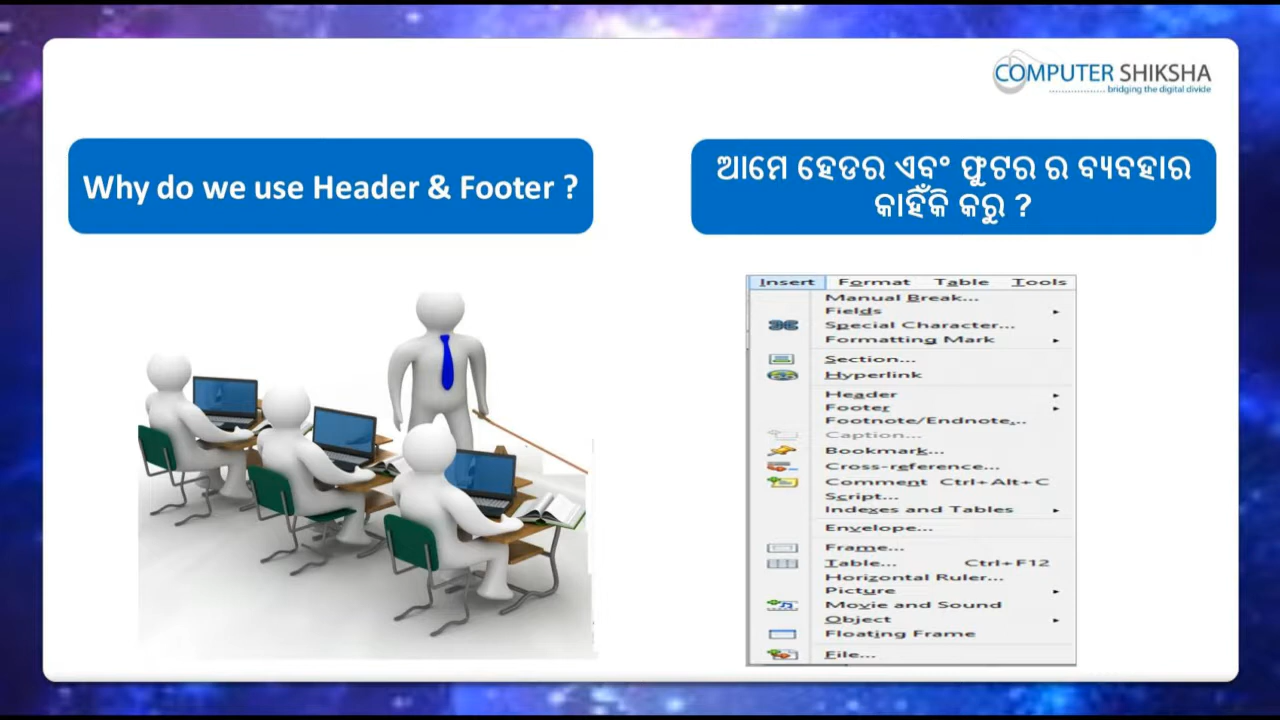 COMPUTER SHIKSHA
bridging the digital divide
Why do we use Header & Footer ?
ଆମେ ହେଡର ଏବଂ ଫୁଟର ର ବ୍ୟବହାର
କାହିଁକି କରୁ ?
Insert Format Table Tools
Manual Break...
Fields
Special Character...
Formatting Mark
Section...
Hyperlink
Header
Footer
Footnote/Endnote...
Caption...
Bookmark...
Cross-reference...
Comment Ctrl+Alt+C
Script...
Indexes and Tables
Envelope...
Frame...
Table... Ctrl+F12
Horizontal Ruler...
Picture
Movie and Sound
Object
Floating Frame
File...